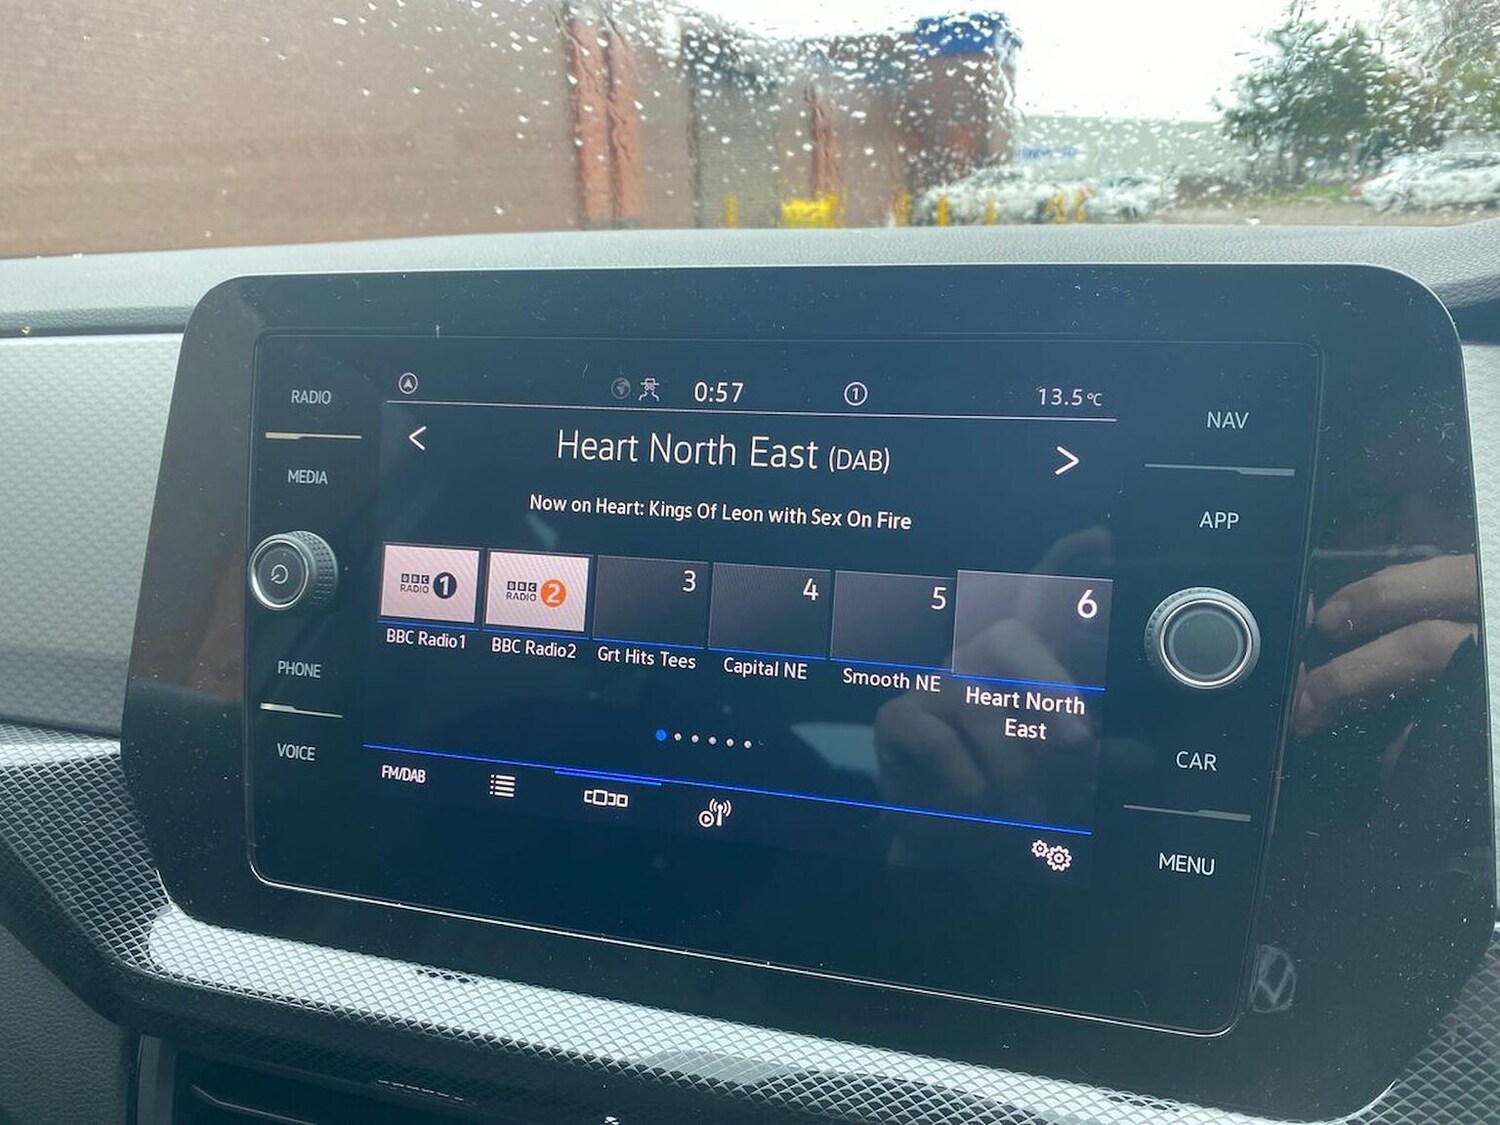 RADIO
MEDIA
PHONE
VOICE
0:57
1
13.5°C
Heart North East (DAB)
Now on Heart: Kings Of Leon with Sex On Fire
BBC RADIO 1
BBC RADIO 2
3
4
5
6
BBC Radio1
BBC Radio2
Grt Hits Tees
Capital NE
Smooth NE
Heart North
East
FM/DAB
NAV
APP
CAR
MENU